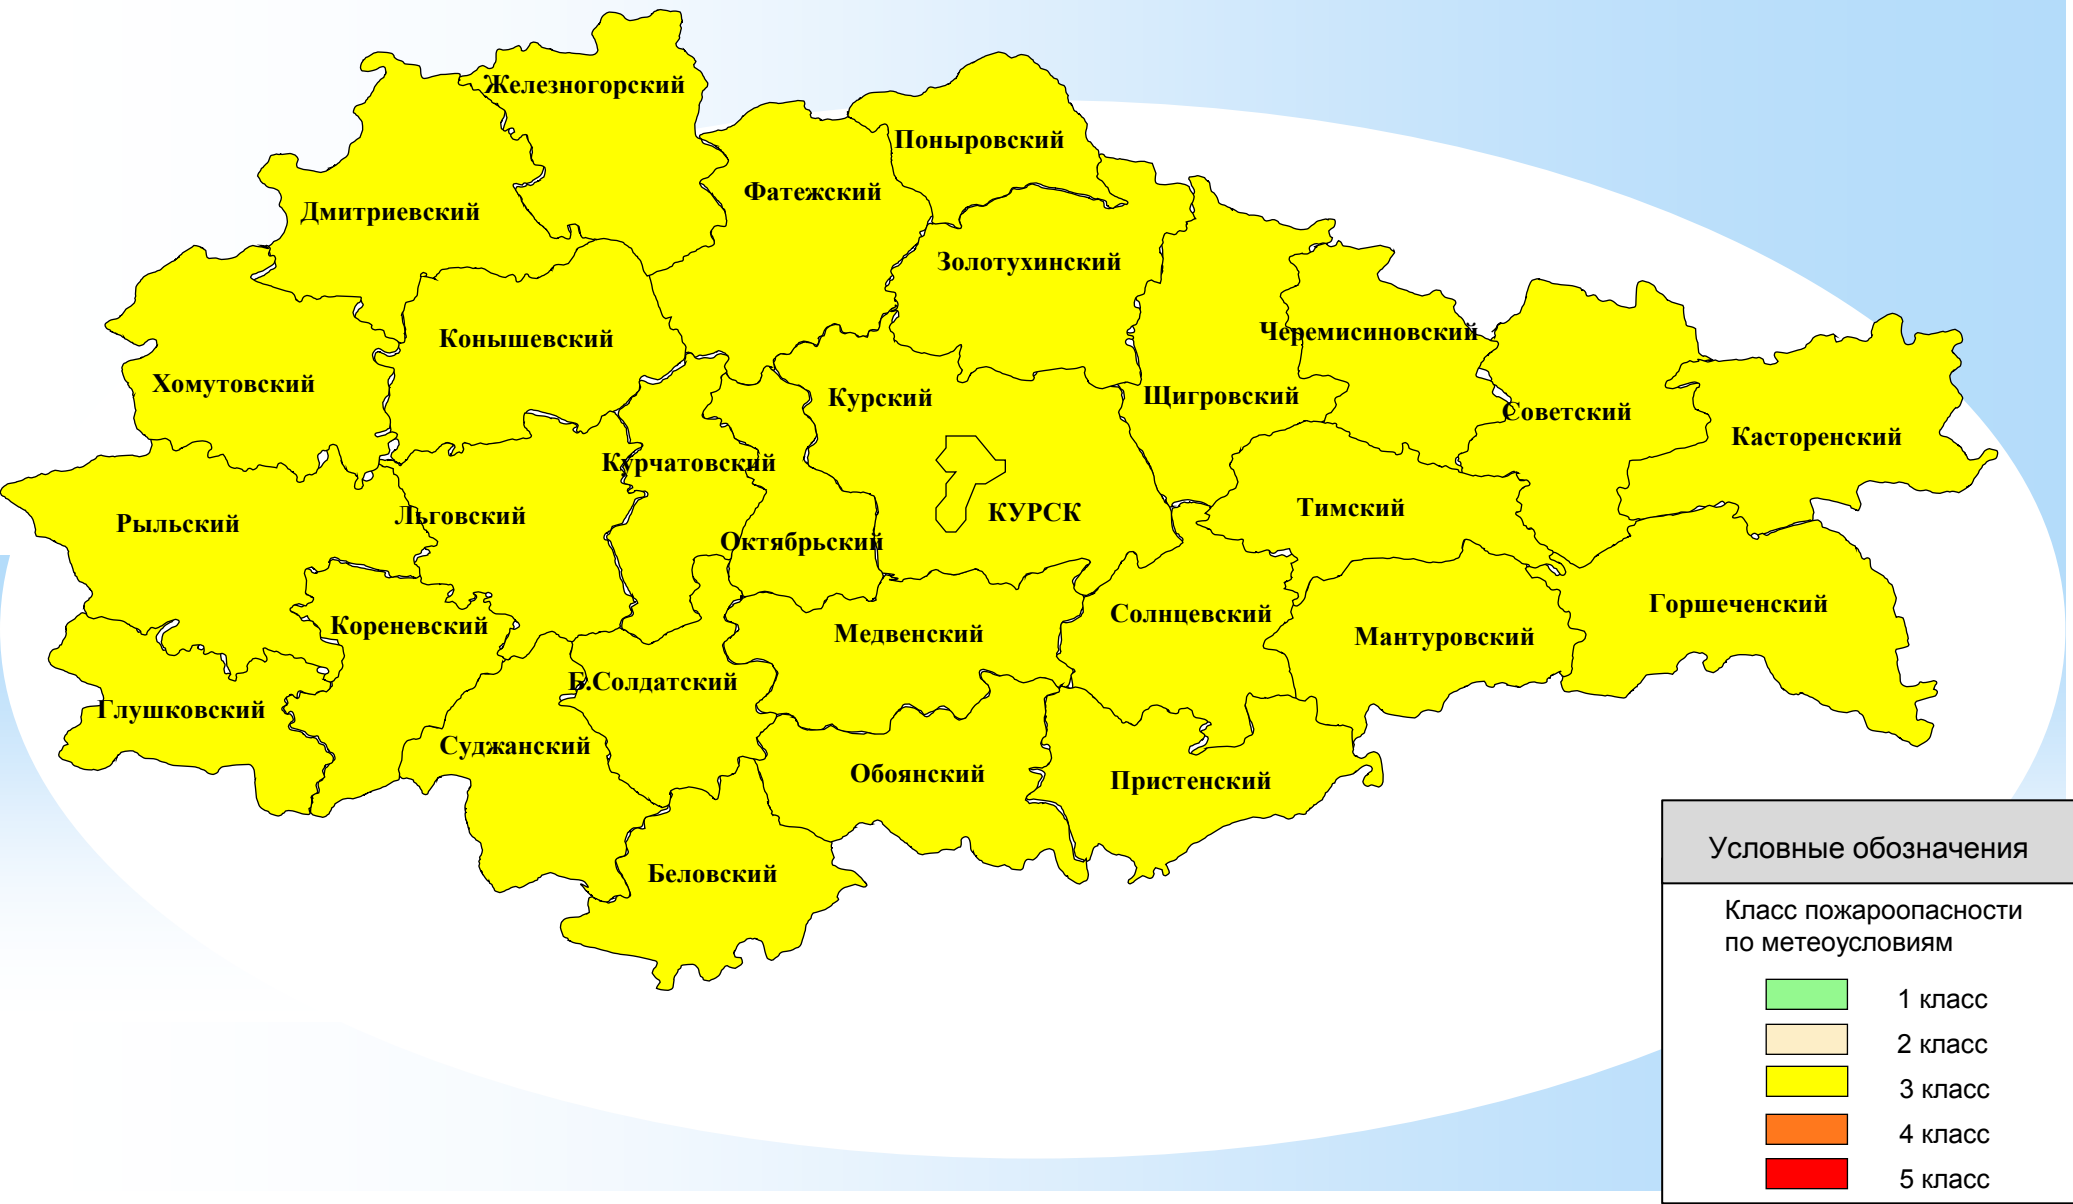 Железногорский
Поныровский
Фатежский
Дмитриевский
Золотухинский
Черемисиновский
Конышевский
Хомутовский
Курский
Щигровский
Советский
Касторенский
Курчатовский
Тимский
КУРСК
Льговский
Рыльский
Октябрьский
Горшеченский
Солнцевский
Кореневский
Медвенский
Мантуровский
Б.Солдатский
Глушковский
Суджанский
Обоянский
Пристенский
Беловский
Условные обозначения
Класс пожароопасности
по метеоусловиям
1 класс
2 класс
3 класс
4 класс
5 класс